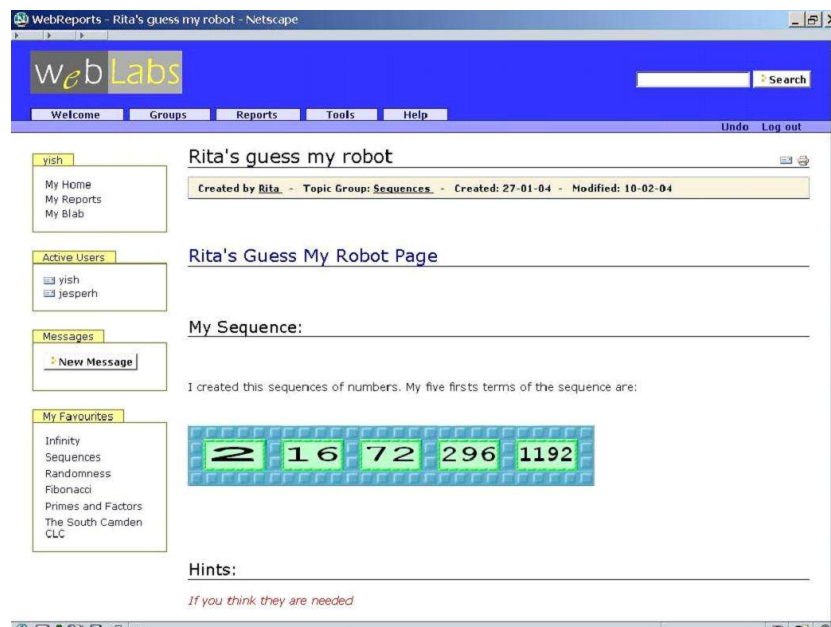 WebReports - Rita's guess my robot - Netscape
WebLabs
Search
Welcome Groups Reports Tools Help
Undo Log out
yish
My Home
My Reports
My Blab
Active Users
yish
jesperh
Messages
New Message
My Favourites
Infinity
Sequences
Randomness
Fibonacci
Primes and Factors
The South Camden
CLC
Rita's guess my robot
Created by Rita - Topic Group: Sequences - Created: 27-01-04 - Modified: 10-02-04
Rita's Guess My Robot Page
My Sequence:
I created this sequences of numbers. My five firsts terms of the sequence are:
2 16 72 296 1192
Hints:
If you think they are needed